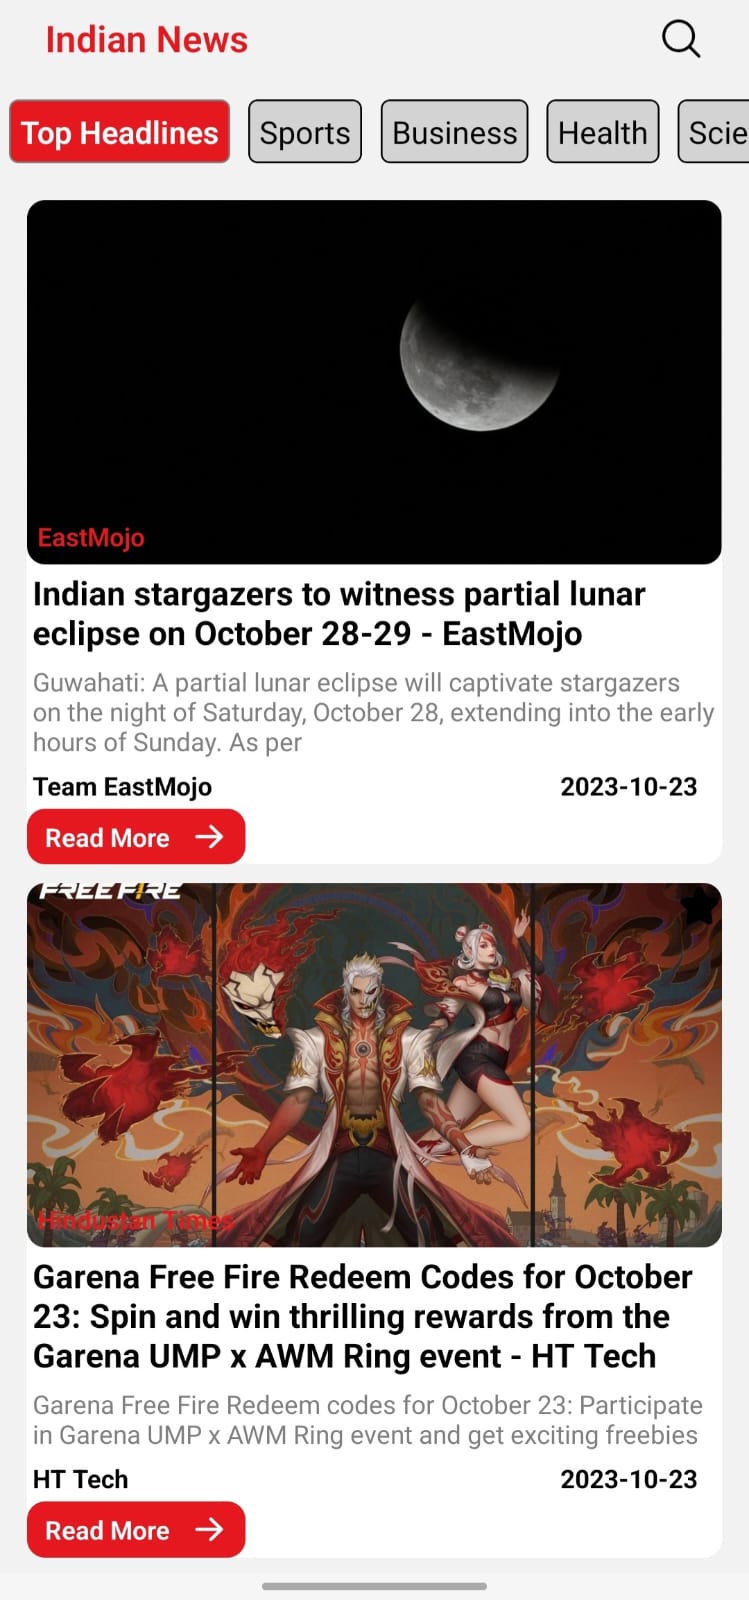 Indian News
Top Headlines Sports Business Health Scie
EastMojo
Indian stargazers to witness partial lunar
eclipse on October 28-29 - EastMojo
Guwahati: A partial lunar eclipse will captivate stargazers
on the night of Saturday, October 28, extending into the early
hours of Sunday. As per
Team EastMojo 2023-10-23
Read More
FREE FIRE
Hindustan Times
Garena Free Fire Redeem Codes for October
23: Spin and win thrilling rewards from the
Garena UMP x AWM Ring event - HT Tech
Garena Free Fire Redeem codes for October 23: Participate
in Garena UMP x AWM Ring event and get exciting freebies
HT Tech 2023-10-23
Read More